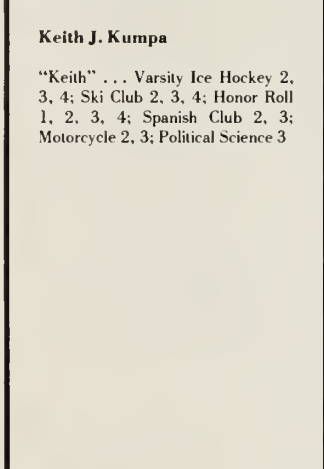 Keith J. Kumpa
“Keith” . . . Varsity Ice Hockey 2,
3, 4; Ski Club 2, 3, 4; Honor Roll
1, 2, 3, 4; Spanish Club 2, 3;
Motorcycle 2, 3; Political Science 3